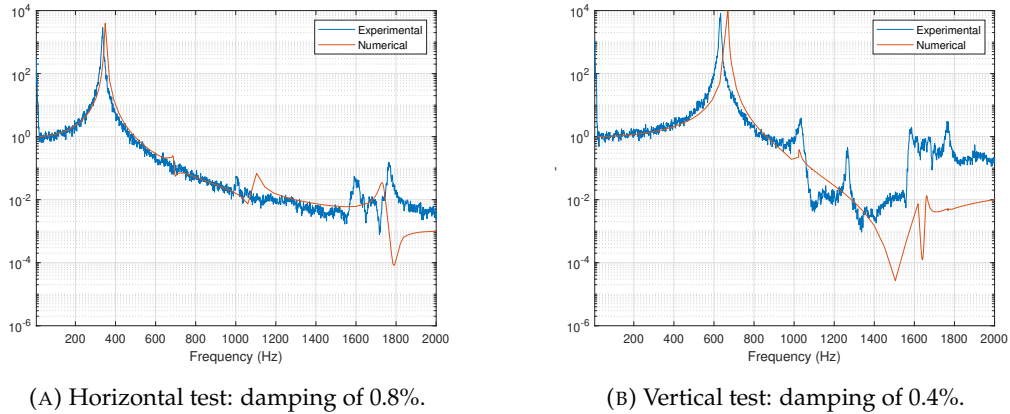 10^4
10^2
10^0
10^-2
10^-4
10^-6
Experimental
Numerical
200 400 600 800 1000 1200 1400 1600 1800 2000
Frequency (Hz)
(A) Horizontal test: damping of 0.8%.
10^4
10^2
10^0
10^-2
10^-4
10^-6
Experimental
Numerical
200 400 600 800 1000 1200 1400 1600 1800 2000
Frequency (Hz)
(B) Vertical test: damping of 0.4%.